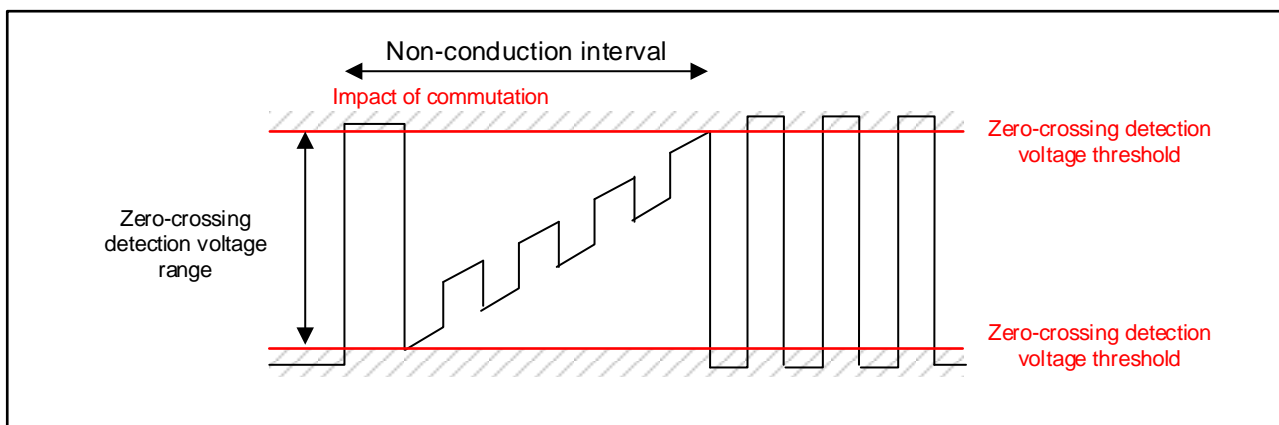 Non-conduction interval
Impact of commutation
Zero-crossing detection
voltage threshold
Zero-crossing
detection voltage
range
Zero-crossing detection
voltage threshold